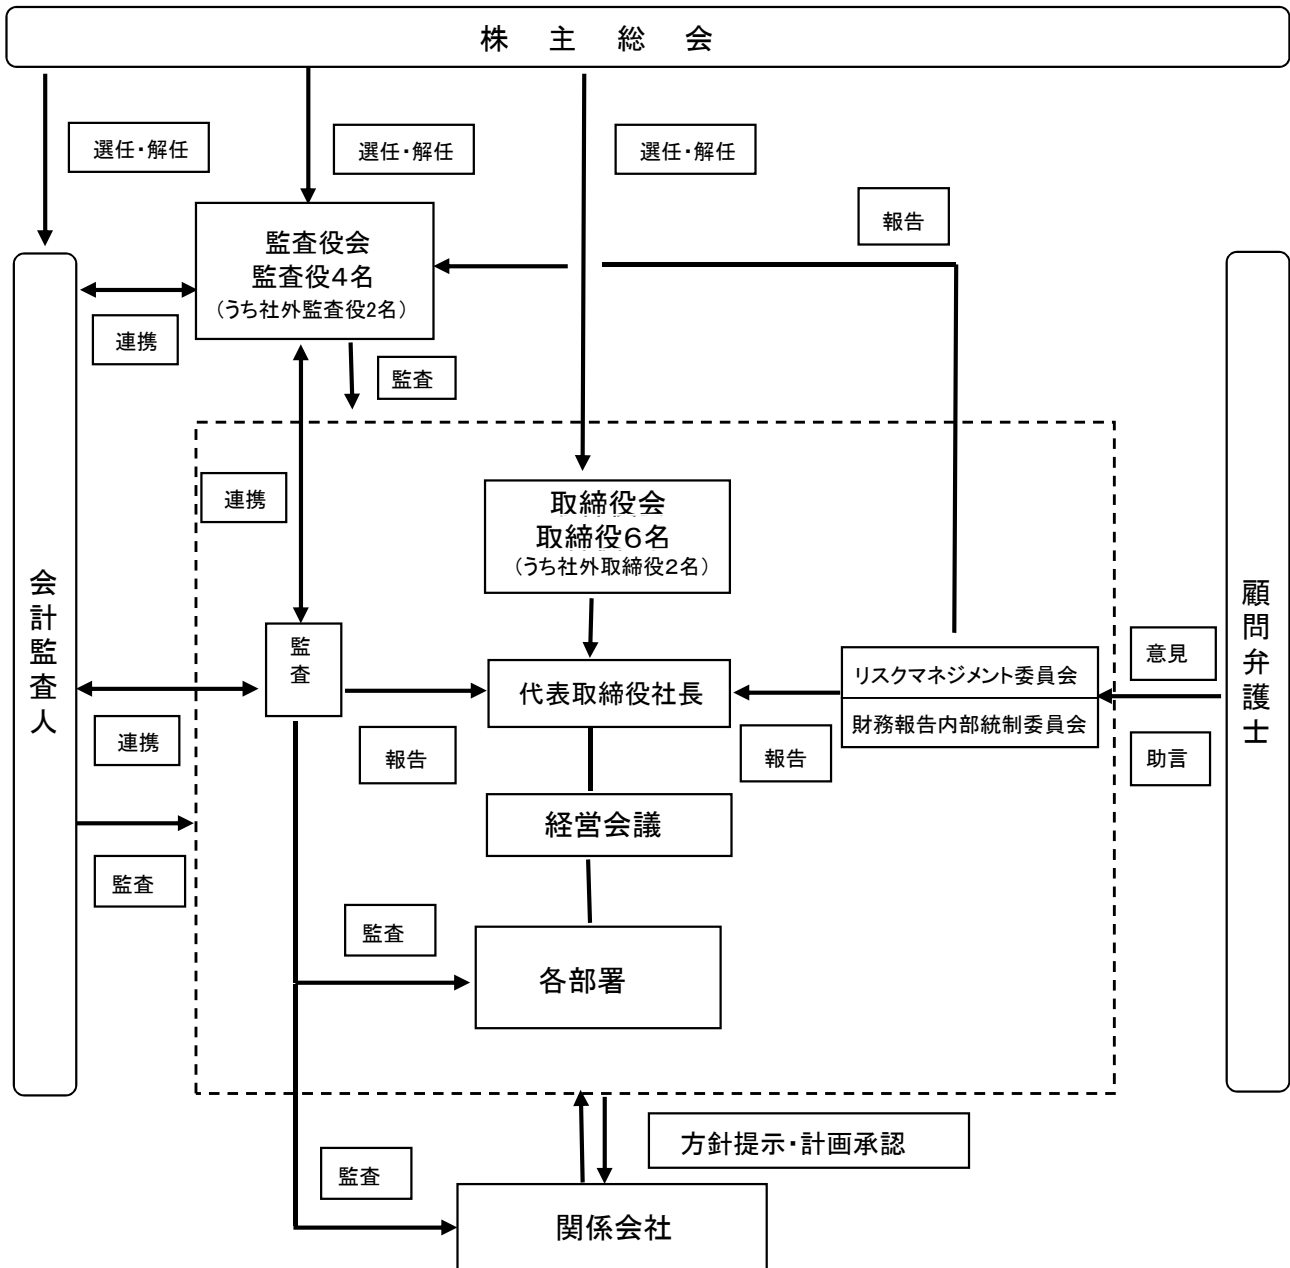 株 主 総 会
選任・解任
選任・解任
選任・解任
報告
監査役会
監査役4名
(うち社外監査役2名)
連携
監査
連携
取締役会
取締役6名
(うち社外取締役2名)
会計監査人
監査
代表取締役社長
リスクマネジメント委員会
財務報告内部統制委員会
意見
助言
顧問弁護士
連携
報告
報告
経営会議
監査
監査
各部署
方針提示・計画承認
監査
関係会社